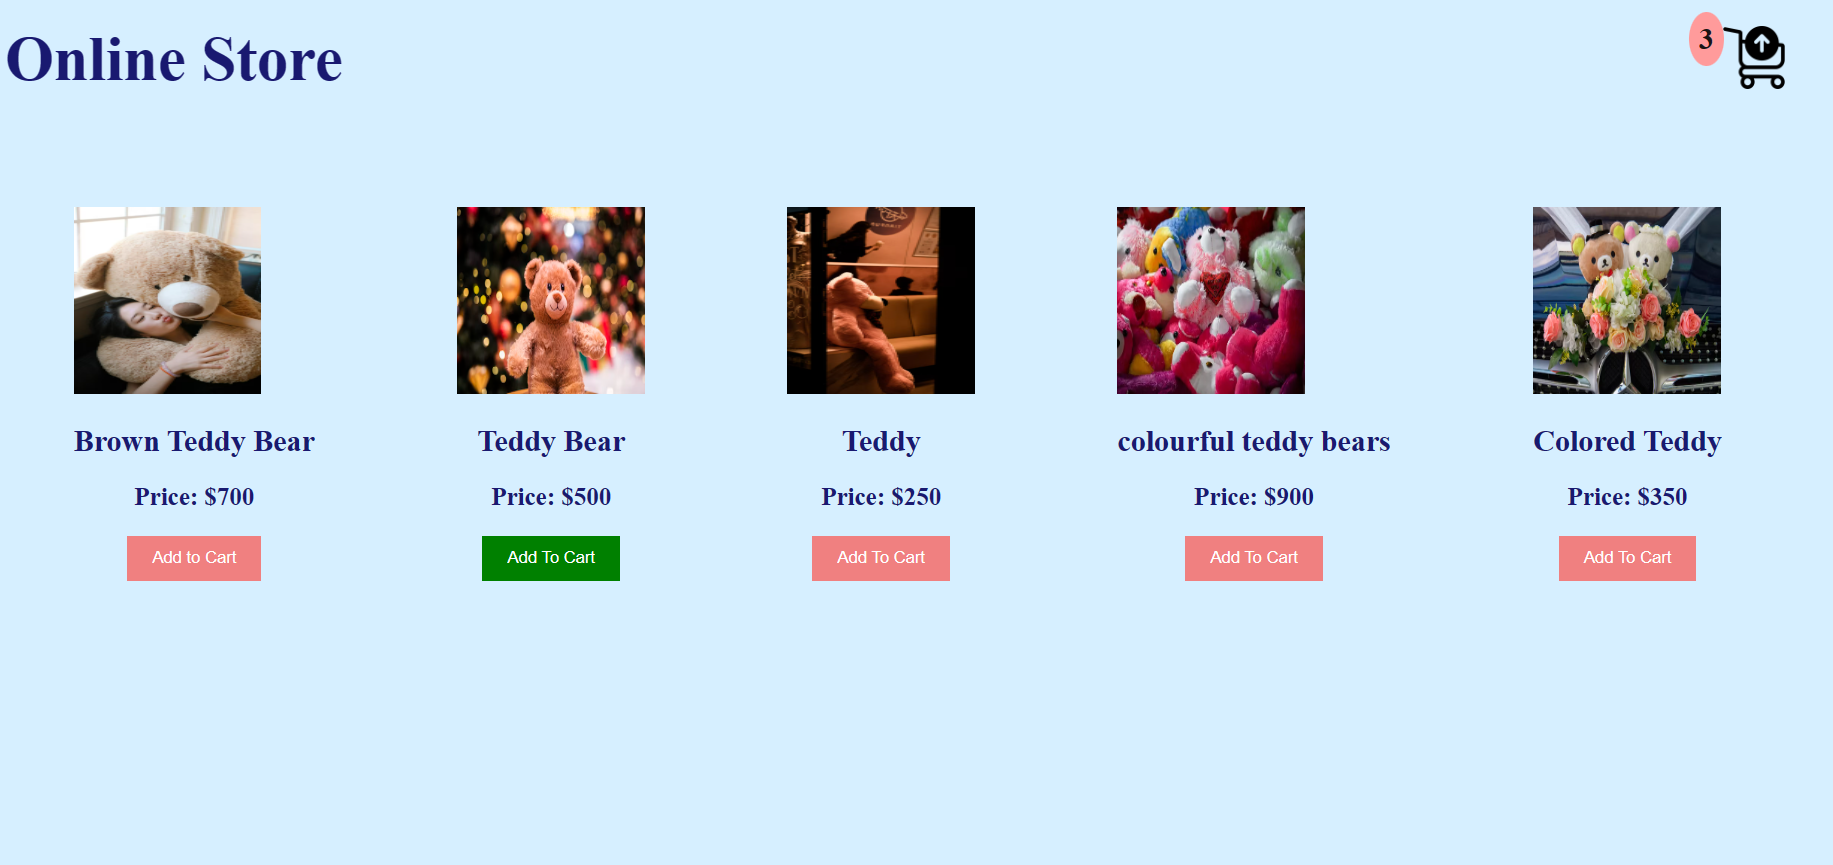 Online Store
3
Brown Teddy Bear
Price: $700
Add to Cart
Teddy Bear
Price: $500
Add To Cart
Teddy
Price: $250
Add To Cart
colourful teddy bears
Price: $900
Add To Cart
Colored Teddy
Price: $350
Add To Cart